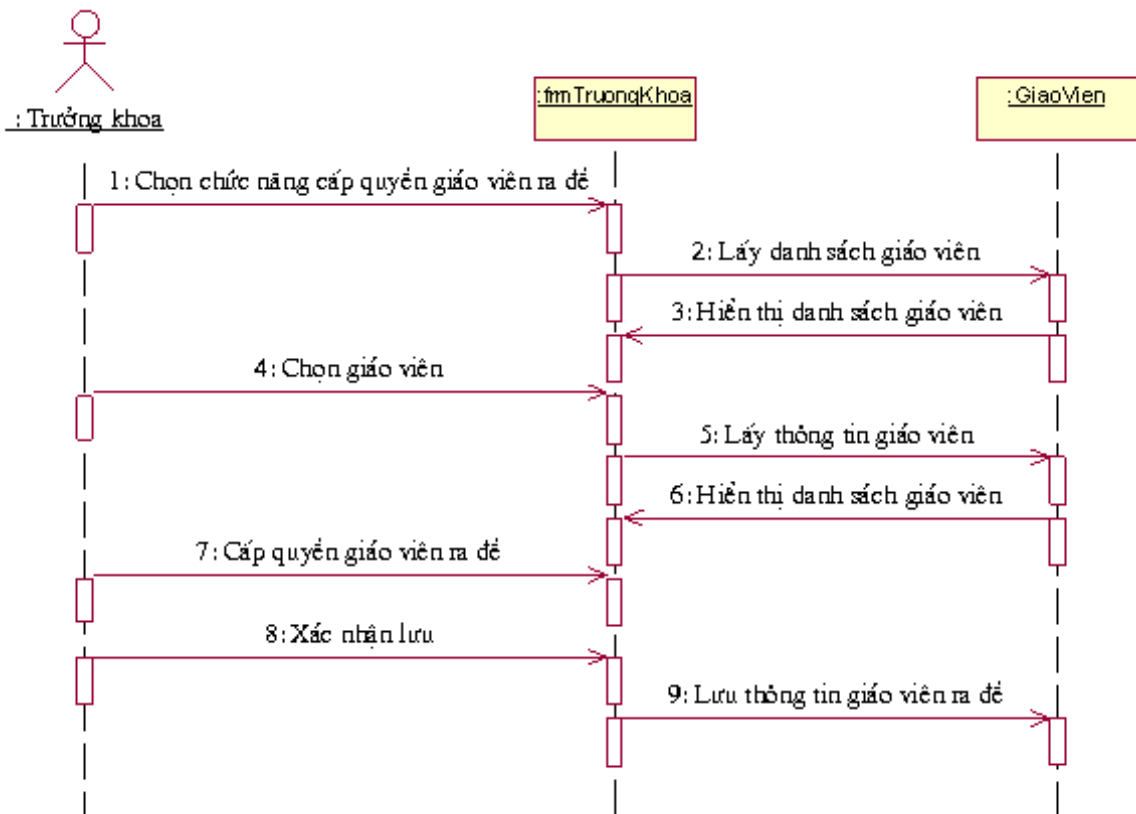 : Trưởng khoa
:frmTruongKhoa
:GiaoVien
1: Chọn chức năng cấp quyền giáo viên ra đề
2: Lấy danh sách giáo viên
3: Hiển thị danh sách giáo viên
4: Chọn giáo viên
5: Lấy thông tin giáo viên
6: Hiển thị danh sách giáo viên
7: Cấp quyền giáo viên ra đề
8: Xác nhận lưu
9: Lưu thông tin giáo viên ra đề